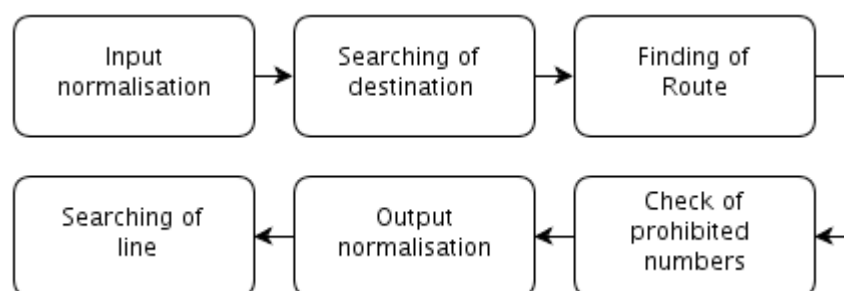 Input
normalisation
Searching of
destination
Finding of
Route
Check of
prohibited
numbers
Output
normalisation
Searching of
line